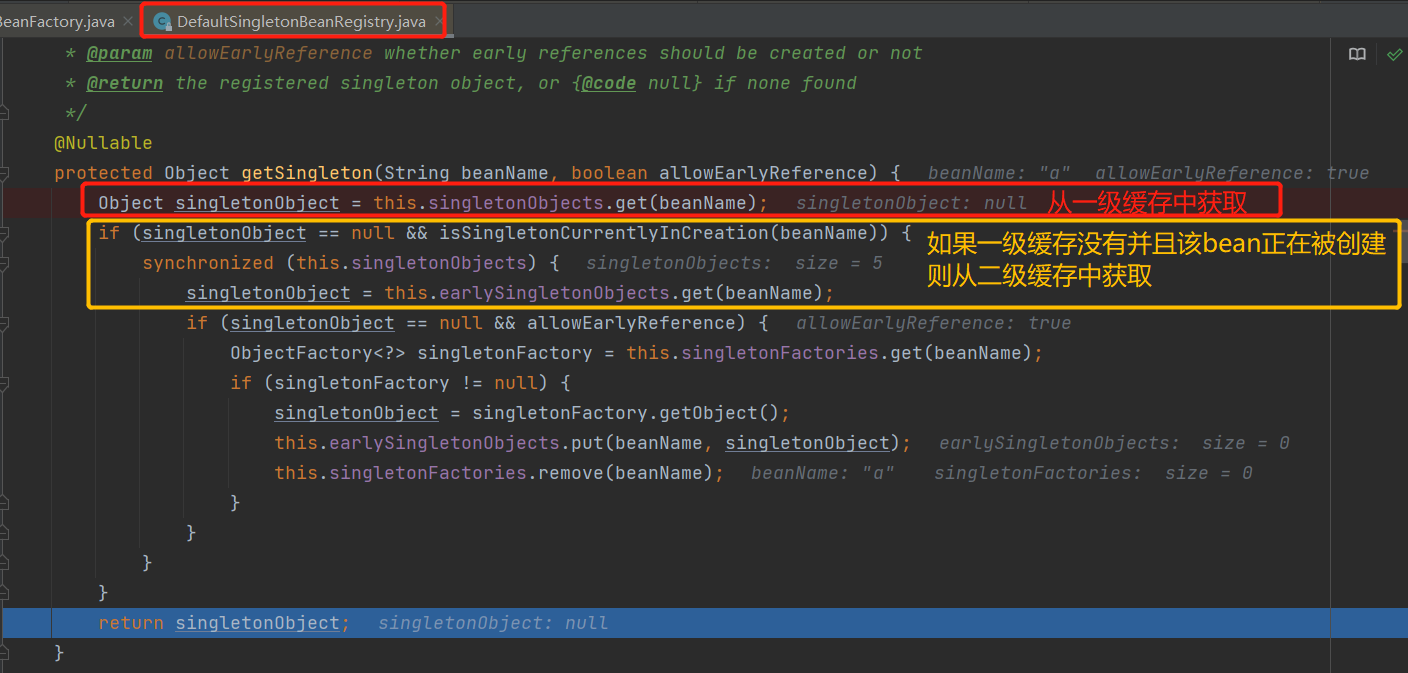 BeanFactory.java × DefaultSingletonBeanRegistry.java ×
* @param allowEarlyReference whether early references should be created or not
* @return the registered singleton object, or {@code null} if none found
*/
@Nullable
protected Object getSingleton(String beanName, boolean allowEarlyReference) { beanName: "a" allowEarlyReference: true
Object singletonObject = this.singletonObjects.get(beanName); singletonObject: null 从一级缓存中获取
if (singletonObject == null && isSingletonCurrentlyInCreation(beanName)) { 如果一级缓存没有并且该bean正在被创建
synchronized (this.singletonObjects) { singletonObjects: size = 5 则从二级缓存中获取
singletonObject = this.earlySingletonObjects.get(beanName);
if (singletonObject == null && allowEarlyReference) { allowEarlyReference: true
ObjectFactory<?> singletonFactory = this.singletonFactories.get(beanName);
if (singletonFactory != null) {
singletonObject = singletonFactory.getObject();
this.earlySingletonObjects.put(beanName, singletonObject); earlySingletonObjects: size = 0
this.singletonFactories.remove(beanName); beanName: "a" singletonFactories: size = 0
}
}
}
}
return singletonObject; singletonObject: null
}